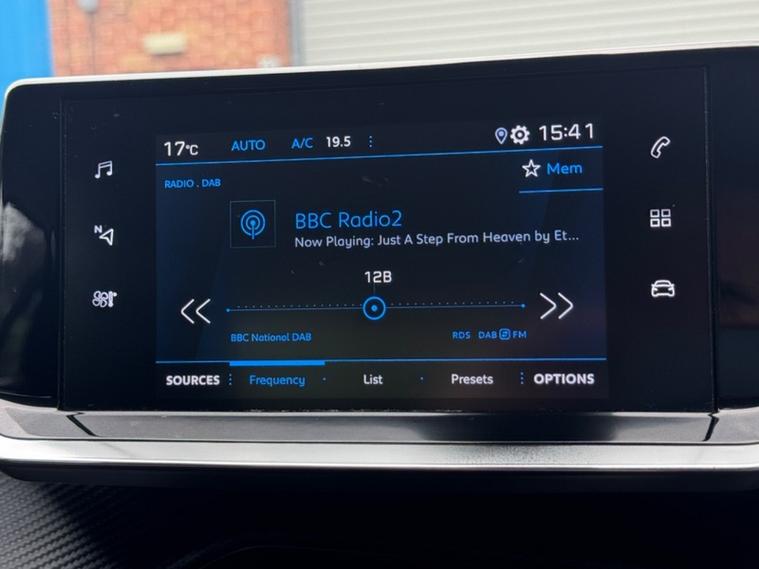 17°C AUTO A/C 19.5 15:41
RADIO . DAB
Mem
BBC Radio2
Now Playing: Just A Step From Heaven by Et...
12B
N
BBC National DAB RDS DAB FM
SOURCES Frequency List Presets OPTIONS